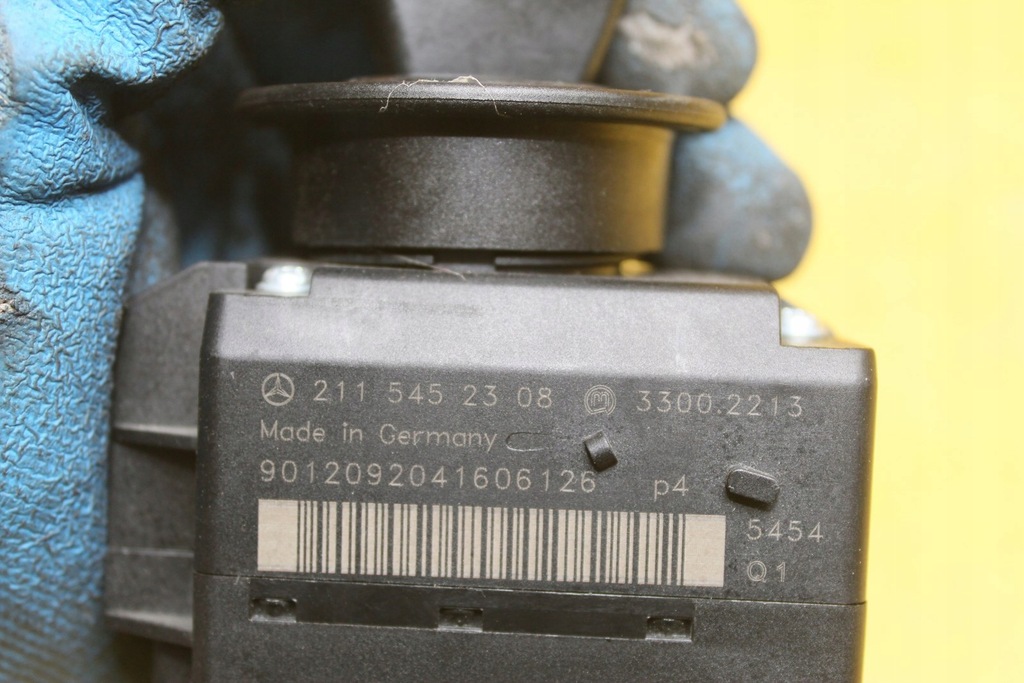 211 545 23 08 M 3300.2213
Made in Germany
9012092041606126 p4
5454
Q1